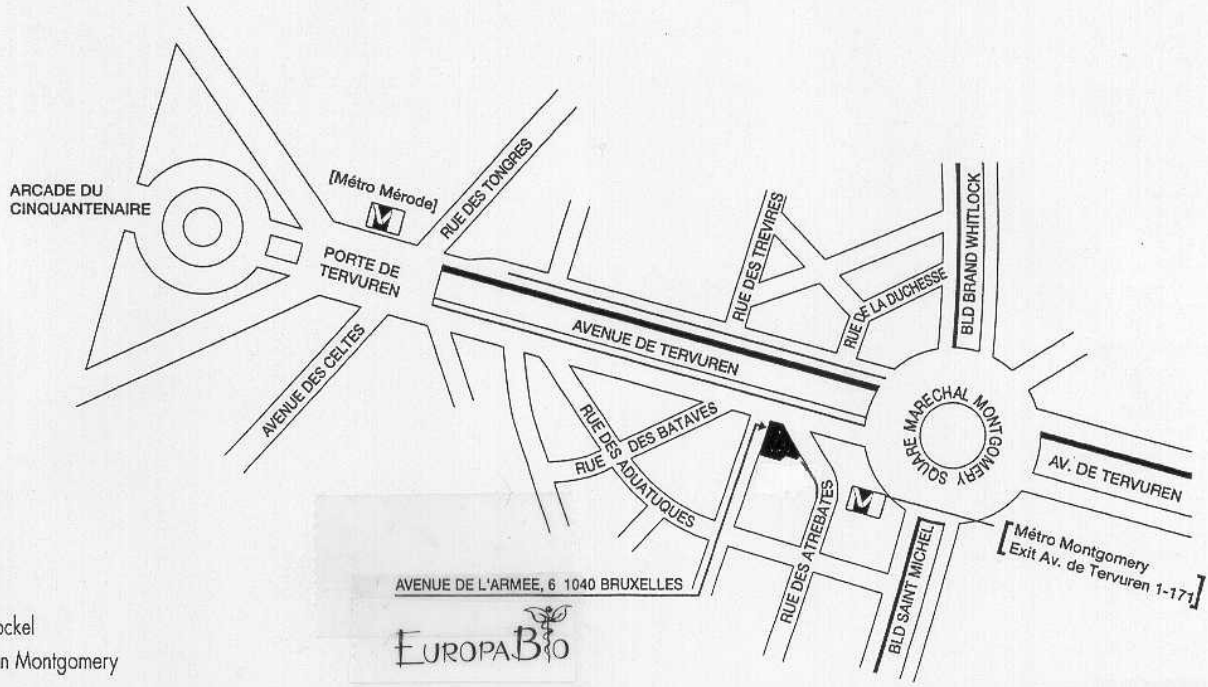 ARCADE DU
CINQUANTENAIRE
[Métro Mérode]
M
RUE DES TONGRES
PORTE DE
TERVUREN
AVENUE DES CELTES
AVENUE DE TERVUREN
RUE DES TREVIRES
RUE DE LA DUCHESSE
BLD BRAND WHITLOCK
SQUARE MARECHAL MONTGOMERY
AV. DE TERVUREN
RUE DES BATAVES
RUE DES ADUATUQUES
RUE DES ATREBATES
M
[Métro Montgomery
Exit Av. de Tervuren 1-171]
BLD SAINT MICHEL
AVENUE DE L'ARMEE, 6 1040 BRUXELLES
EUROPABIO
ockel
n Montgomery